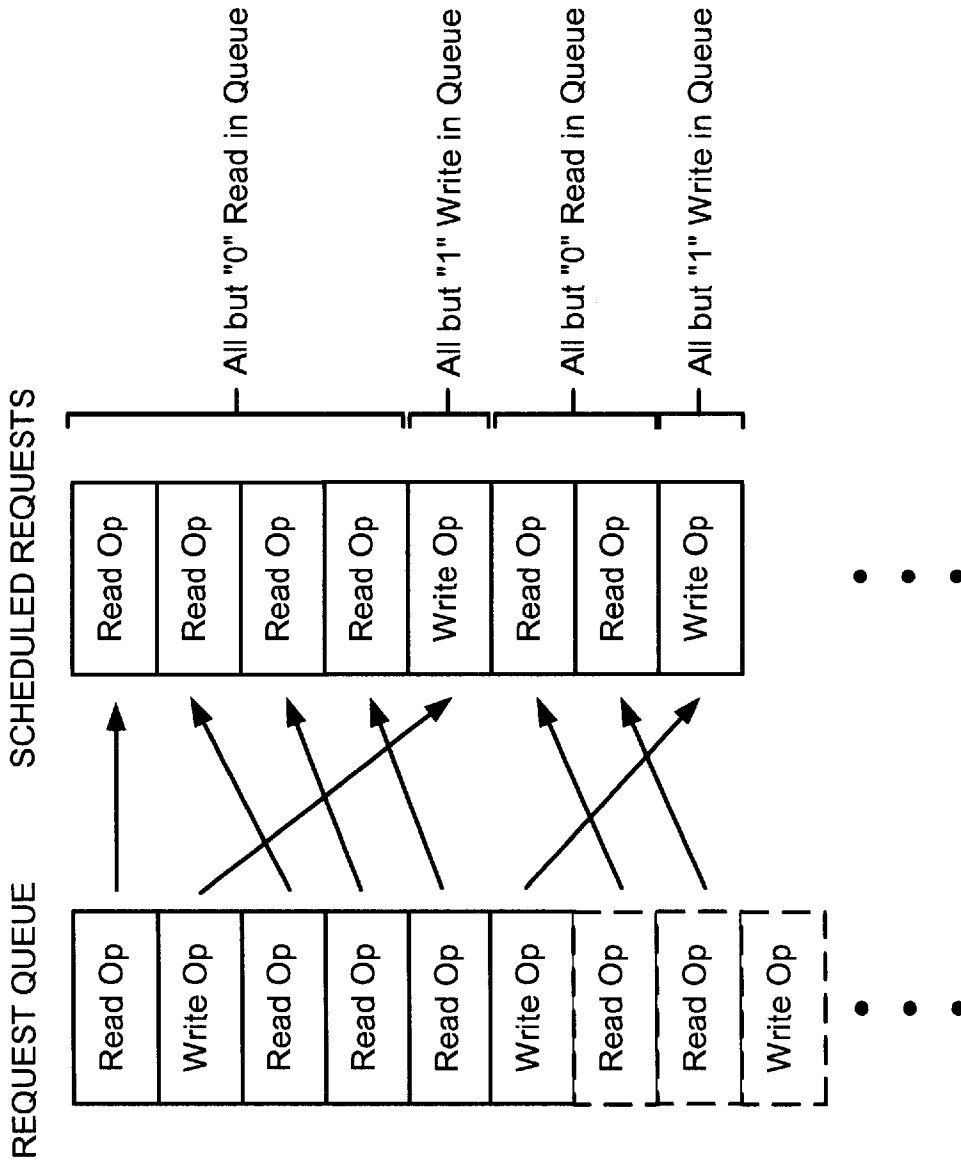 REQUEST QUEUE
Read Op
Write Op
Read Op
Read Op
Read Op
Write Op
Read Op
Read Op
Write Op
SCHEDULED REQUESTS
Read Op
Read Op
Read Op
Read Op
Write Op
Read Op
Read Op
Write Op
All but "0" Read in Queue
All but "1" Write in Queue
All but "0" Read in Queue
All but "1" Write in Queue